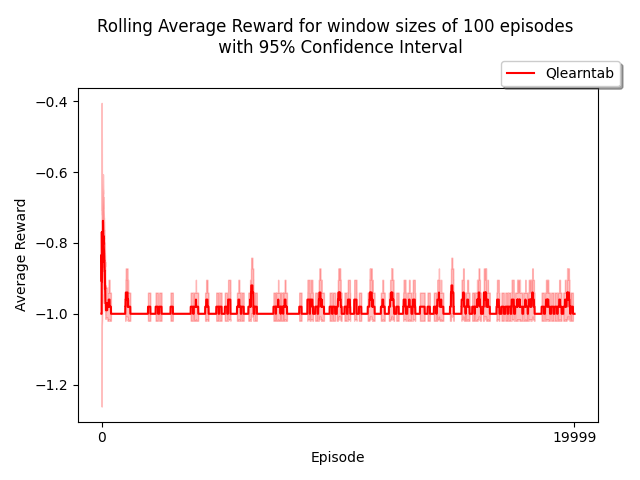 Rolling Average Reward for window sizes of 100 episodes
with 95% Confidence Interval
Qlearntab
−0.4
−0.6
−0.8
−1.0
−1.2
Average Reward
0
19999
Episode